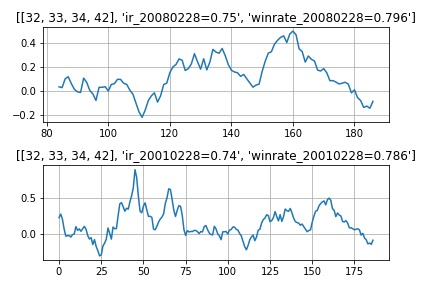 [[32, 33, 34, 42], 'ir_20080228=0.75', 'winrate_20080228=0.796']
0.4
0.2
0.0
−0.2
80 100 120 140 160 180
[[32, 33, 34, 42], 'ir_20010228=0.74', 'winrate_20010228=0.786']
0.5
0.0
0 25 50 75 100 125 150 175